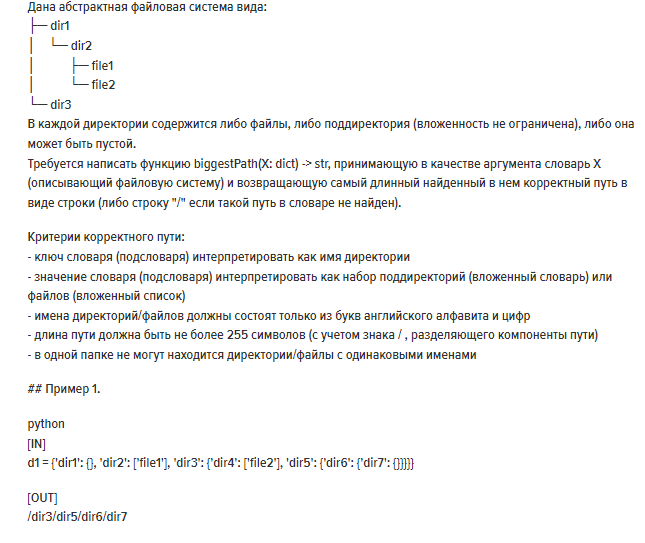 Дана абстрактная файловая система вида:
├─ dir1
│  └─ dir2
│    ├─ file1
│    └─ file2
└─ dir3
В каждой директории содержится либо файлы, либо поддиректория (вложенность не ограничена), либо она
может быть пустой.
Требуется написать функцию biggestPath(X: dict) -> str, принимающую в качестве аргумента словарь X
(описывающий файловую систему) и возвращающую самый длинный найденный в нем корректный путь в
виде строки (либо строку "/" если такой путь в словаре не найден).
Критерии корректного пути:
- ключ словаря (подсловаря) интерпретировать как имя директории
- значение словаря (подсловаря) интерпретировать как набор поддиректорий (вложенный словарь) или
файлов (вложенный список)
- имена директорий/файлов должны состоят только из букв английского алфавита и цифр
- длина пути должна быть не более 255 символов (с учетом знака / , разделяющего компоненты пути)
- в одной папке не могут находится директории/файлы с одинаковыми именами
## Пример 1.
python
[IN]
d1 = {'dir1': {}, 'dir2': ['file1'], 'dir3': {'dir4': ['file2'], 'dir5': {'dir6': {'dir7': {}}}}}
[OUT]
/dir3/dir5/dir6/dir7